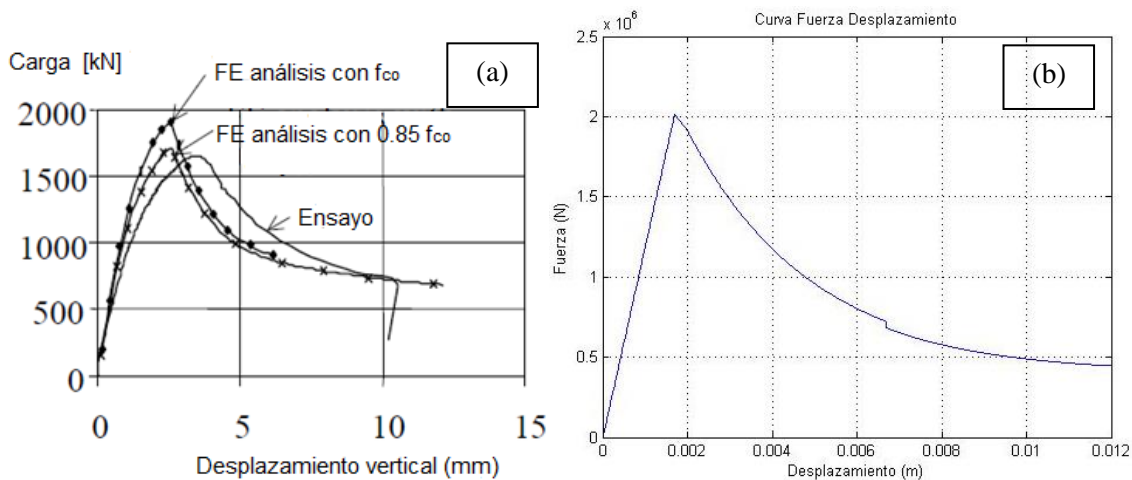 Carga [kN]
(a)
FE análisis con fco
2000
FE análisis con 0.85 fco
1500
Ensayo
1000
500
0
0 5 10 15
Desplazamiento vertical (mm)
Curva Fuerza Desplazamiento
x 10⁶
(b)
2.5
2
1.5
1
0.5
0
Fuerza (N)
0 0.002 0.004 0.006 0.008 0.01 0.012
Desplazamiento (m)